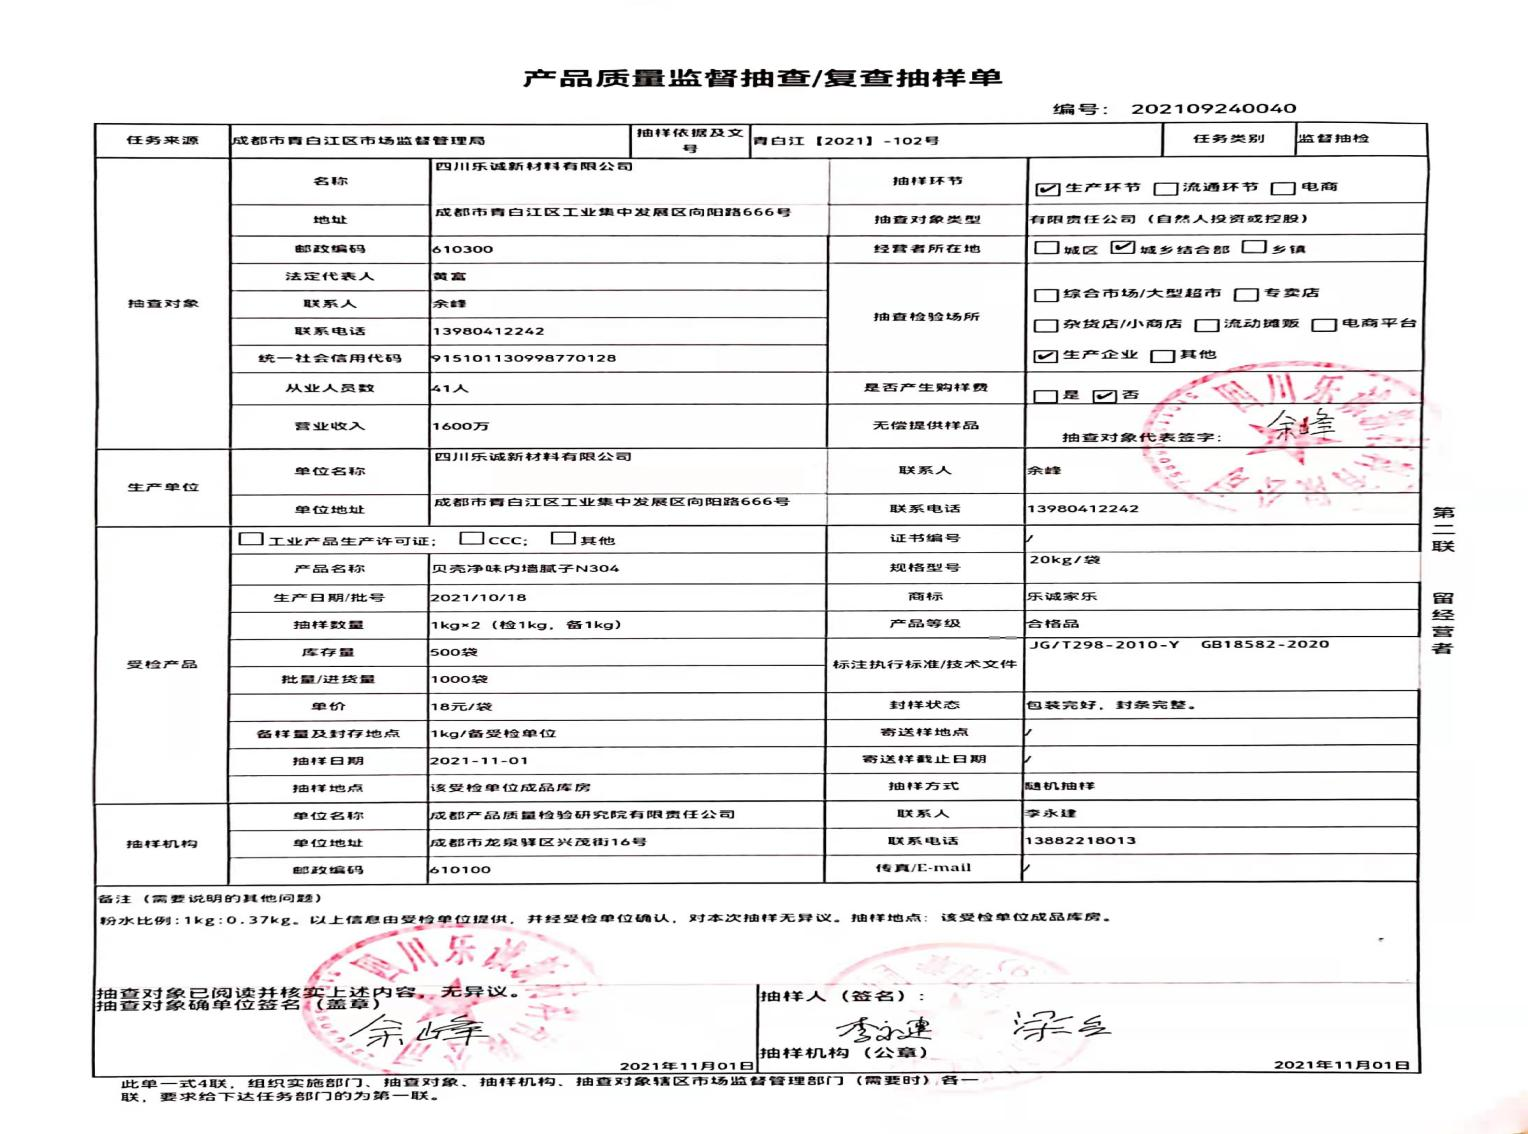 产品质量监督抽查/复查抽样单
编号： 202109240040
任务来源 成都市青白江区市场监督管理局 抽样依据及文号 青白江【2021】-102号 任务类别 监督抽检
抽查对象
名称 四川乐诚新材料有限公司 抽样环节 ☑生产环节 □流通环节 □电商
地址 成都市青白江区工业集中发展区向阳路666号 抽查对象类型 有限责任公司（自然人投资或控股）
邮政编码 610300 经营者所在地 □城区 ☑城乡结合部 □乡镇
法定代表人 黄富
联系人 余峰
联系电话 13980412242
统一社会信用代码 915101130998770128
抽查检验场所 □综合市场/大型超市 □专卖店
□杂货店/小商店 □流动摊贩 □电商平台
☑生产企业 □其他
从业人员数 41人 是否产生购样费 □是 ☑否
营业收入 1600万 无偿提供样品 抽查对象代表签字： 余峰
生产单位
单位名称 四川乐诚新材料有限公司 联系人 余峰
单位地址 成都市青白江区工业集中发展区向阳路666号 联系电话 13980412242
受检产品
□工业产品生产许可证； □CCC； □其他 证书编号 /
产品名称 贝壳净味内墙腻子N304 规格型号 20kg/袋
生产日期/批号 2021/10/18 商标 乐诚家乐
抽样数量 1kg×2（检1kg，备1kg） 产品等级 合格品
库存量 500袋 标注执行标准/技术文件 JG/T298-2010-Y GB18582-2020
批量/进货量 1000袋
单价 18元/袋 封样状态 包装完好，封条完整。
备样量及封存地点 1kg/备受检单位 寄送样地点 /
抽样日期 2021-11-01 寄送样截止日期 /
抽样地点 该受检单位成品库房 抽样方式 随机抽样
抽样机构
单位名称 成都产品质量检验研究院有限责任公司 联系人 李永建
单位地址 成都市龙泉驿区兴茂街16号 联系电话 13882218013
邮政编码 610100 传真/E-mail /
备注（需要说明的其他问题）
粉水比例:1kg:0.37kg。以上信息由受检单位提供，并经受检单位确认，对本次抽样无异议。抽样地点：该受检单位成品库房。
抽查对象已阅读并核实上述内容，无异议。
抽查对象确单位签名（盖章）
余峰
2021年11月01日
抽样人（签名）：
李永建
抽样机构（公章）
2021年11月01日
此单一式4联，组织实施部门、抽查对象、抽样机构、抽查对象辖区市场监督管理部门（需要时）各一
联，要求给下达任务部门的为第一联。
第二联 留经营者